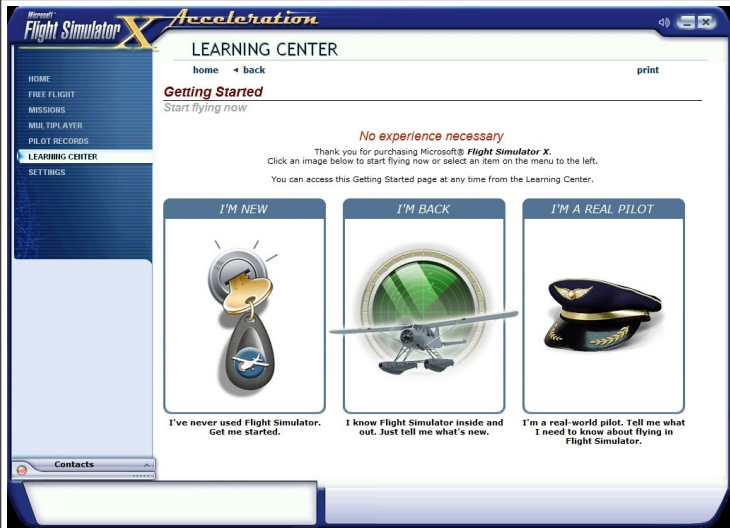 Microsoft®
Flight Simulator X
Acceleration
LEARNING CENTER
home ◄ back print
HOME
FREE FLIGHT
MISSIONS
MULTIPLAYER
PILOT RECORDS
LEARNING CENTER
SETTINGS
Getting Started
Start flying now
No experience necessary
Thank you for purchasing Microsoft® Flight Simulator X.
Click an image below to start flying now or select an item on the menu to the left.
You can access this Getting Started page at any time from the Learning Center.
I'M NEW
I'M BACK
I'M A REAL PILOT
I've never used Flight Simulator.
Get me started.
I know Flight Simulator inside and
out. Just tell me what's new.
I'm a real-world pilot. Tell me what
I need to know about flying in
Flight Simulator.
Contacts